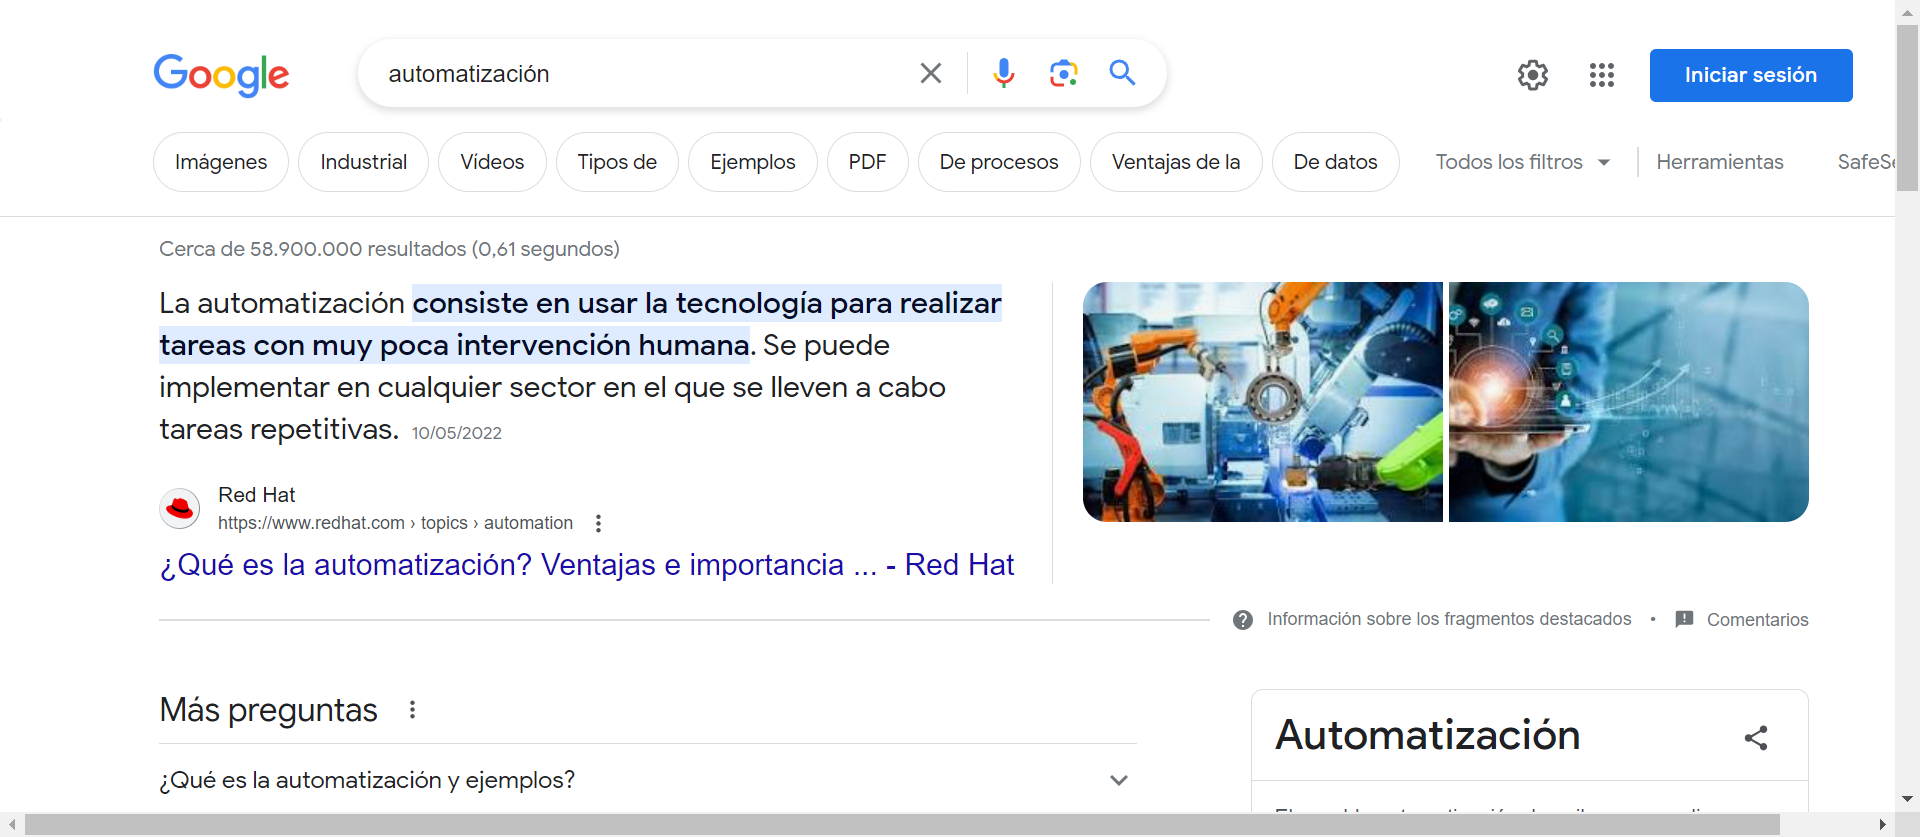 Google
automatización
Iniciar sesión
Imágenes
Industrial
Vídeos
Tipos de
Ejemplos
PDF
De procesos
Ventajas de la
De datos
Todos los filtros
Herramientas
Cerca de 58.900.000 resultados (0,61 segundos)
La automatización consiste en usar la tecnología para realizar
tareas con muy poca intervención humana. Se puede
implementar en cualquier sector en el que se lleven a cabo
tareas repetitivas. 10/05/2022
Red Hat
https://www.redhat.com › topics › automation
¿Qué es la automatización? Ventajas e importancia ... - Red Hat
Información sobre los fragmentos destacados • Comentarios
Más preguntas
¿Qué es la automatización y ejemplos?
Automatización